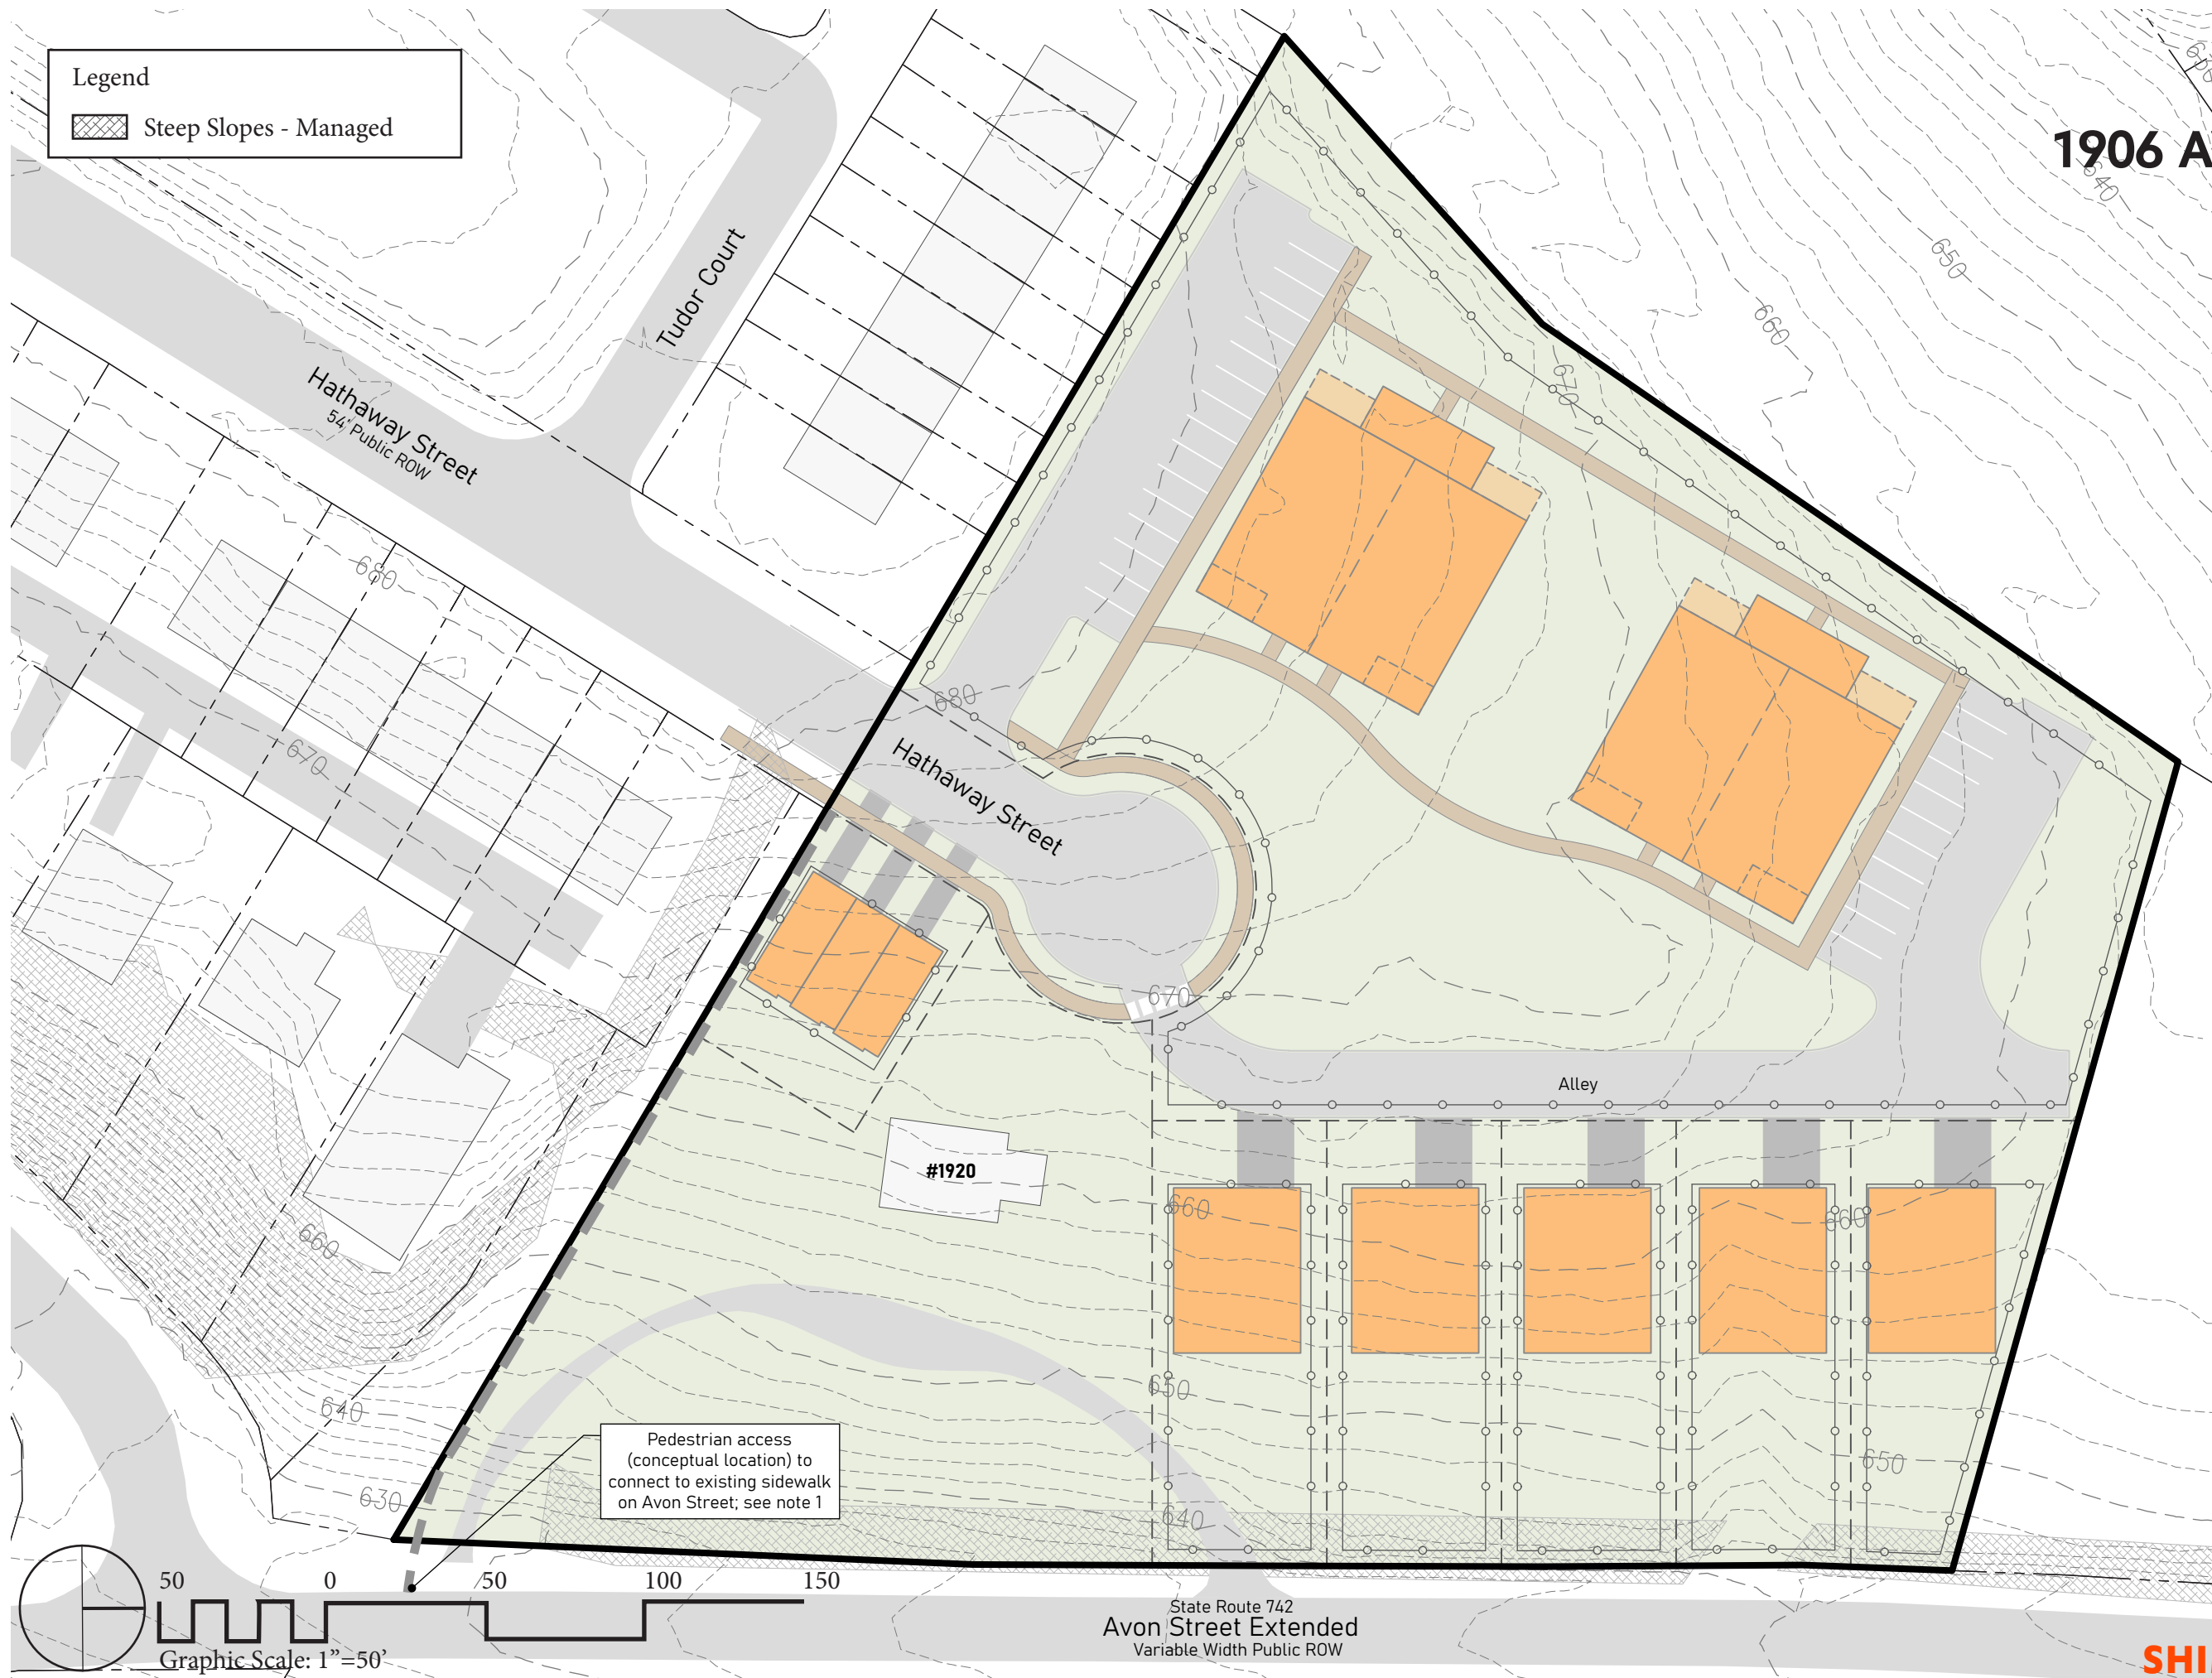 Legend
Steep Slopes - Managed
1906 A
650
640
650
660
670
Tudor Court
Hathaway Street
54' Public ROW
680
670
680
Hathaway Street
670
Alley
#1920
660
660
660
650
650
640
640
630
Pedestrian access
(conceptual location) to
connect to existing sidewalk
on Avon Street; see note 1
50 0 50 100 150
Graphic Scale: 1”=50’
State Route 742
Avon Street Extended
Variable Width Public ROW
SHI